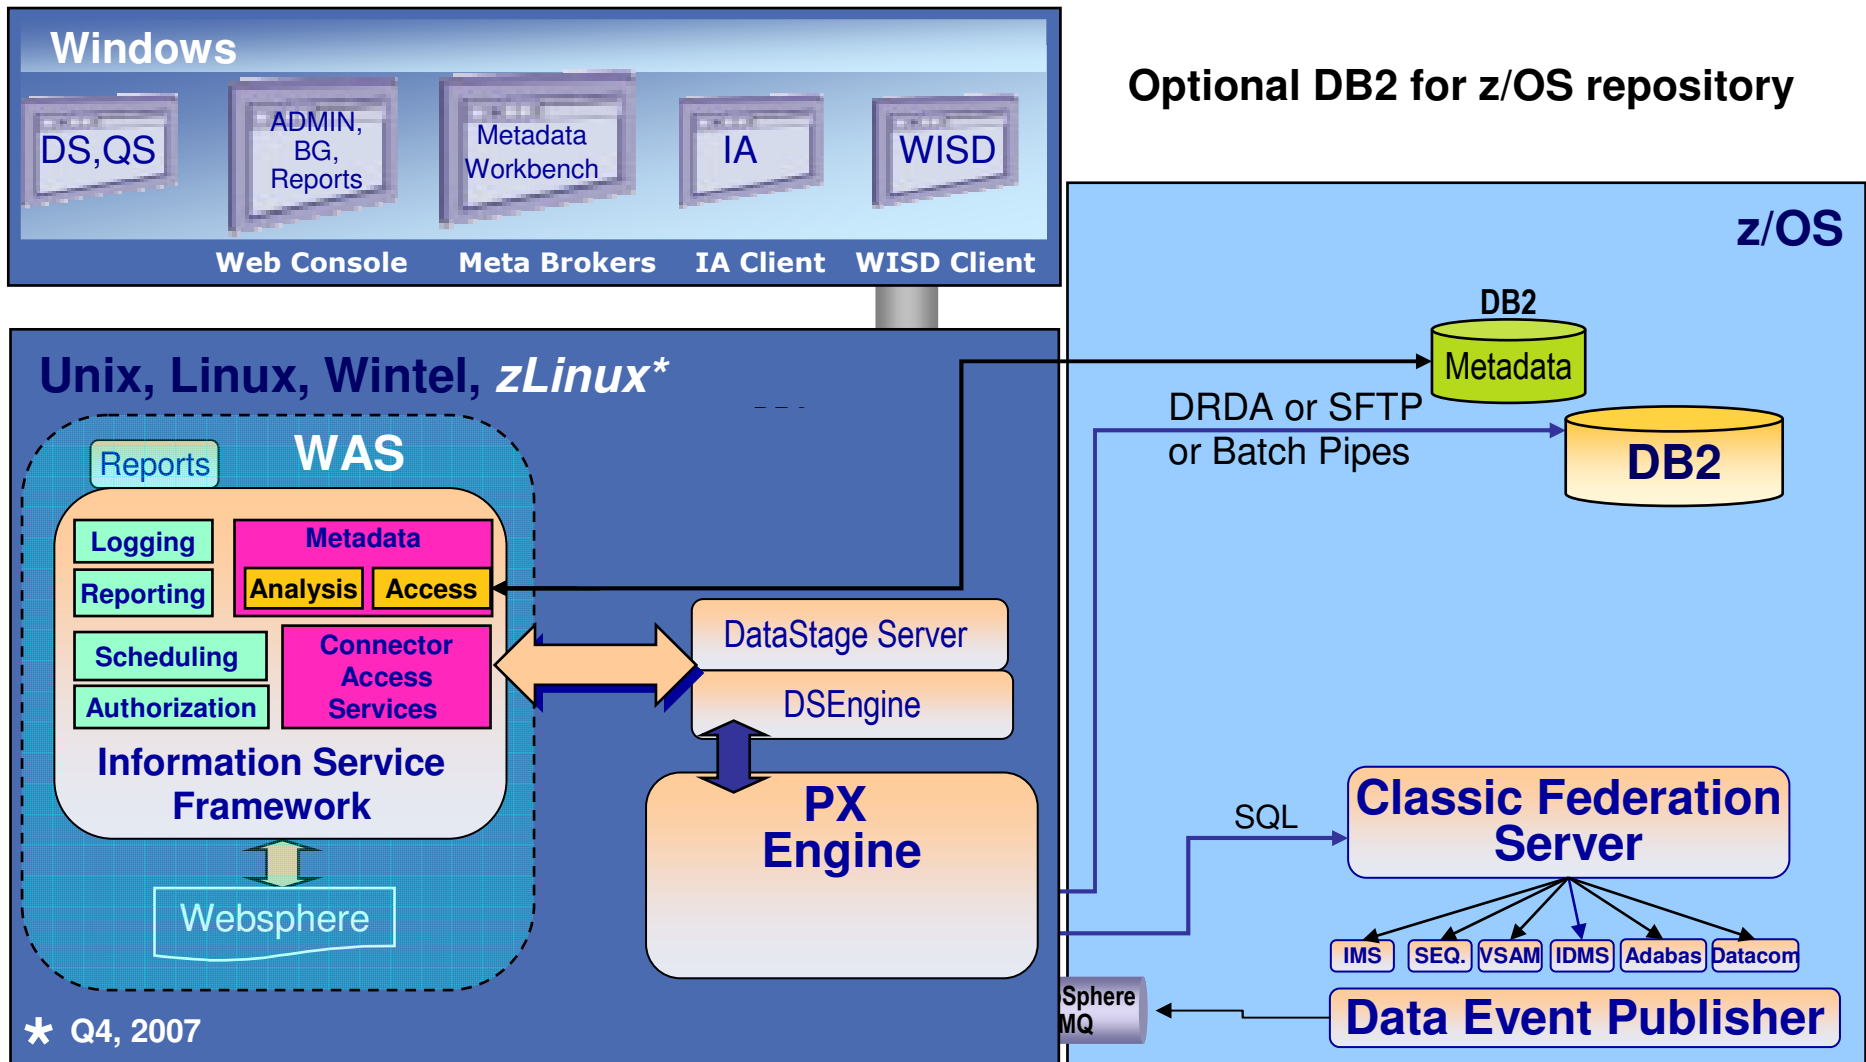 Windows
Optional DB2 for z/OS repository
DS,QS
ADMIN,
BG,
Reports
Metadata
Workbench
IA
WISD
Web Console
Meta Brokers
IA Client
WISD Client
z/OS
DB2
Metadata
Unix, Linux, Wintel, zLinux*
DRDA or SFTP
or Batch Pipes
DB2
WAS
Reports
Logging
Reporting
Metadata
Analysis
Access
Scheduling
Authorization
Connector
Access
Services
Information Service
Framework
Websphere
DataStage Server
DSEngine
PX
Engine
SQL
Classic Federation
Server
IMS
SEQ.
VSAM
IDMS
Adabas
Datacom
Sphere
MQ
Data Event Publisher
* Q4, 2007